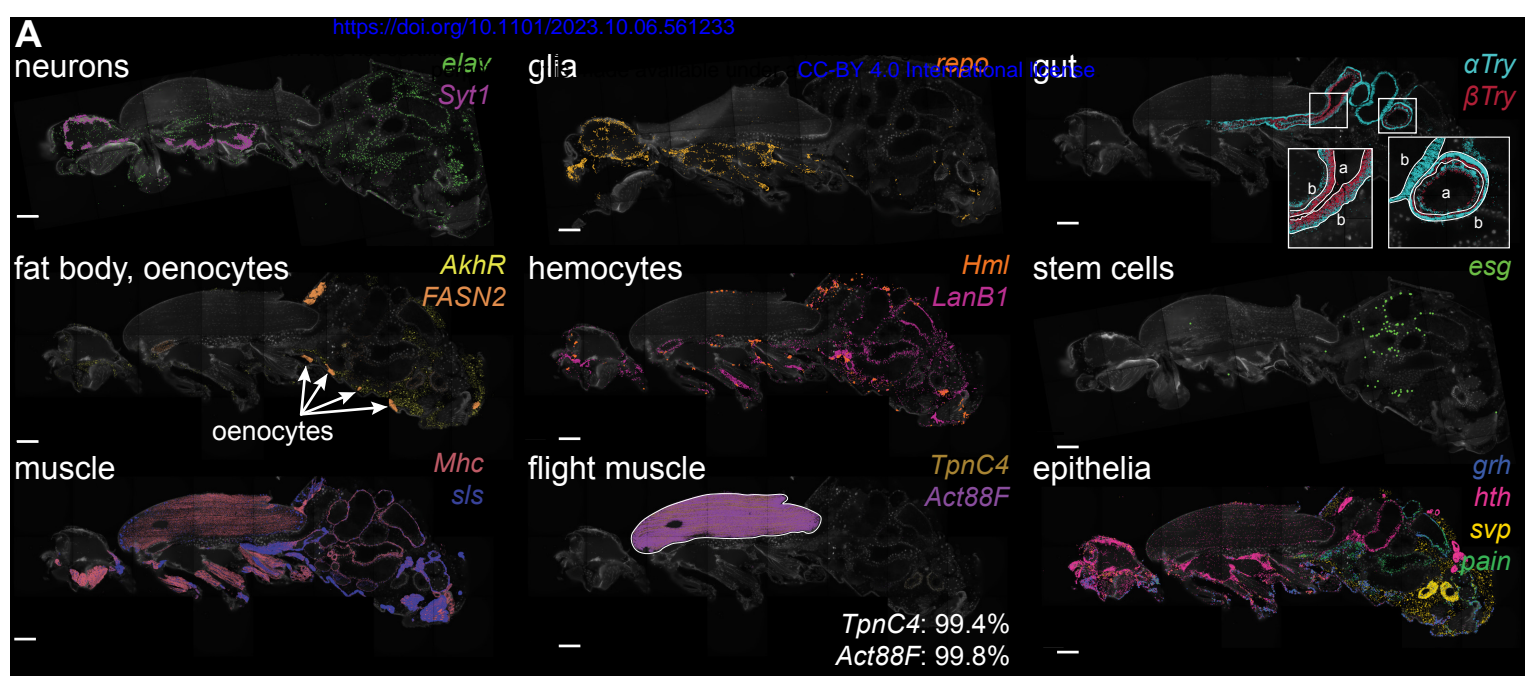 A
https://doi.org/10.1101/2023.10.06.561233
neurons
elav
Syt1
glia
repo
available under
CC-BY 4.0 International license
gut
αTry
βTry
b
a
b
b
a
b
fat body, oenocytes
AkhR
FASN2
oenocytes
hemocytes
Hml
LanB1
stem cells
esg
muscle
Mhc
sls
flight muscle
TpnC4
Act88F
TpnC4: 99.4%
Act88F: 99.8%
epithelia
grh
hth
svp
pain